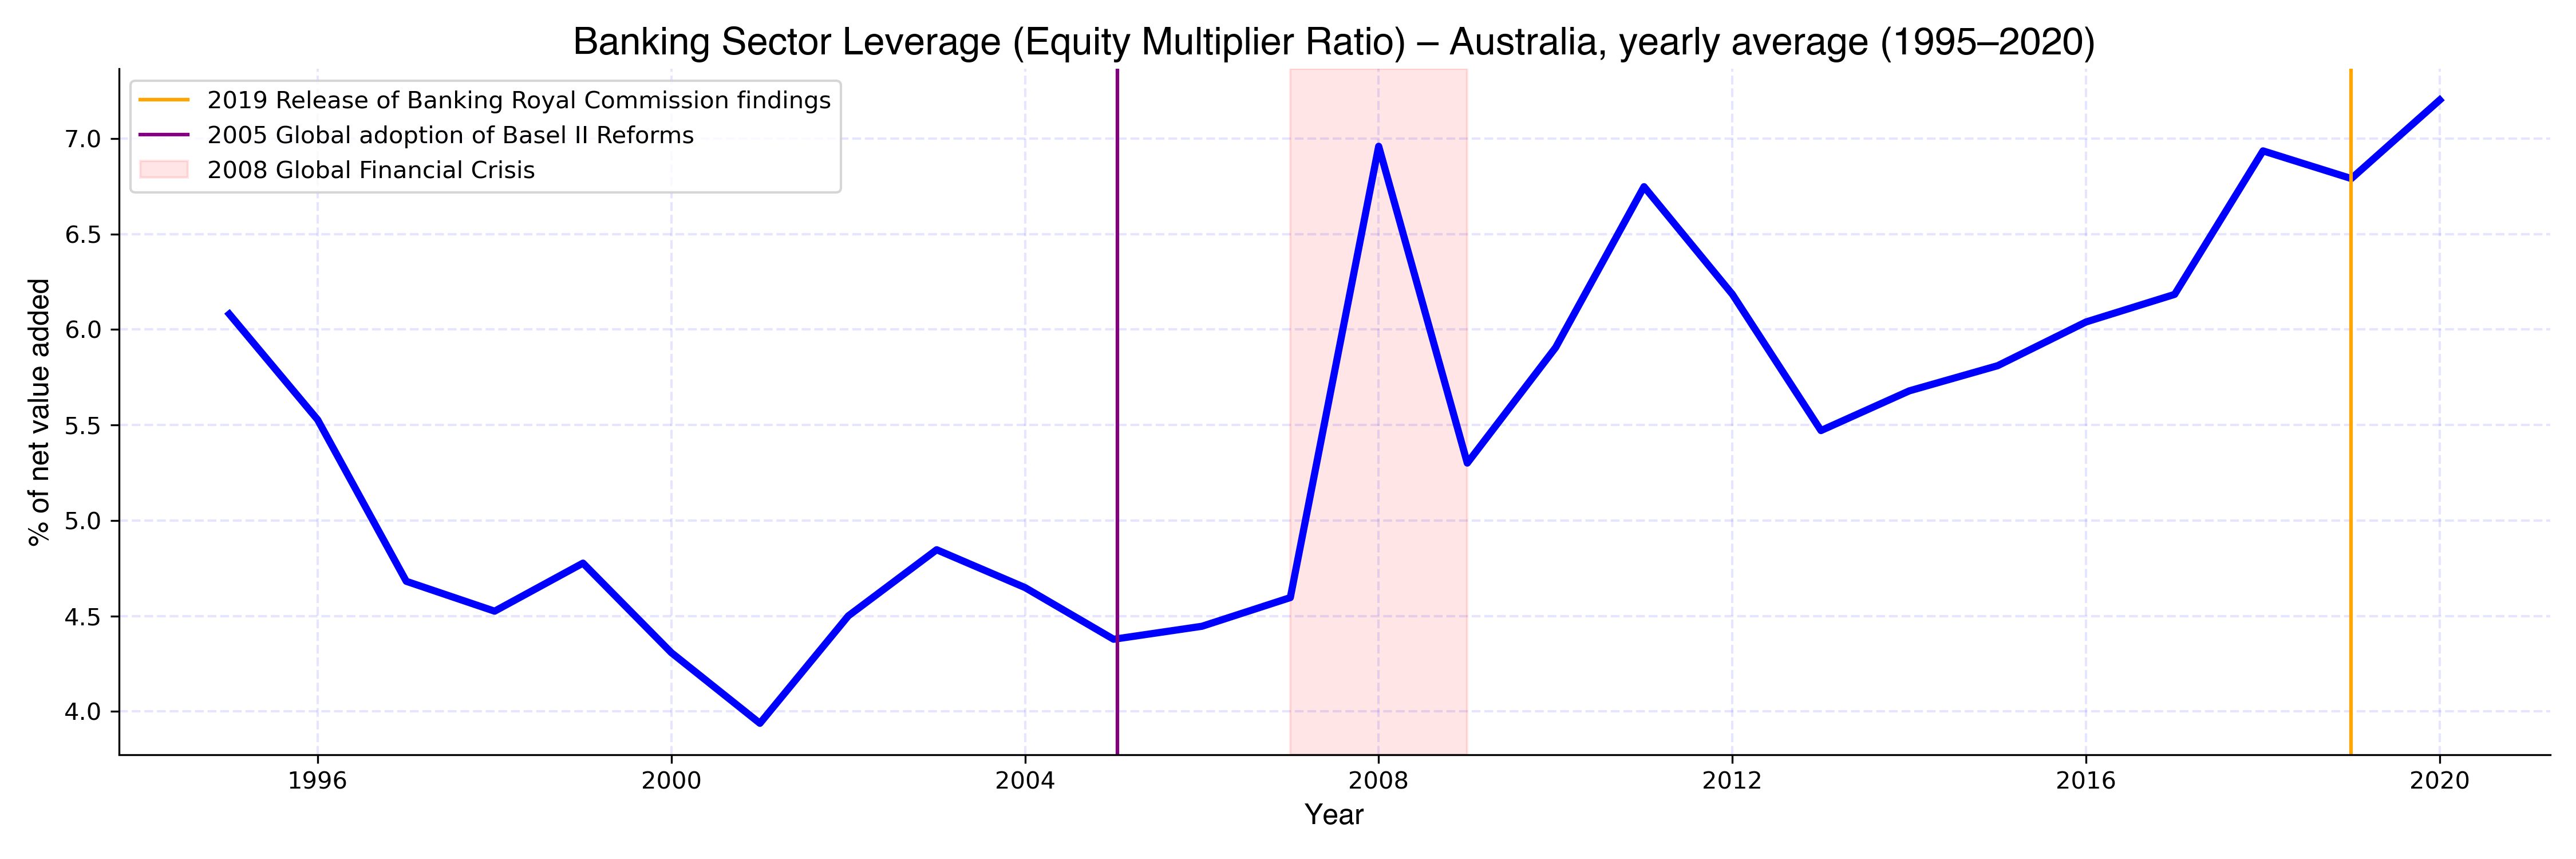 Banking Sector Leverage (Equity Multiplier Ratio) – Australia, yearly average (1995–2020)
2019 Release of Banking Royal Commission findings
2005 Global adoption of Basel II Reforms
2008 Global Financial Crisis
% of net value added
7.0
6.5
6.0
5.5
5.0
4.5
4.0
1996 2000 2004 2008 2012 2016 2020
Year